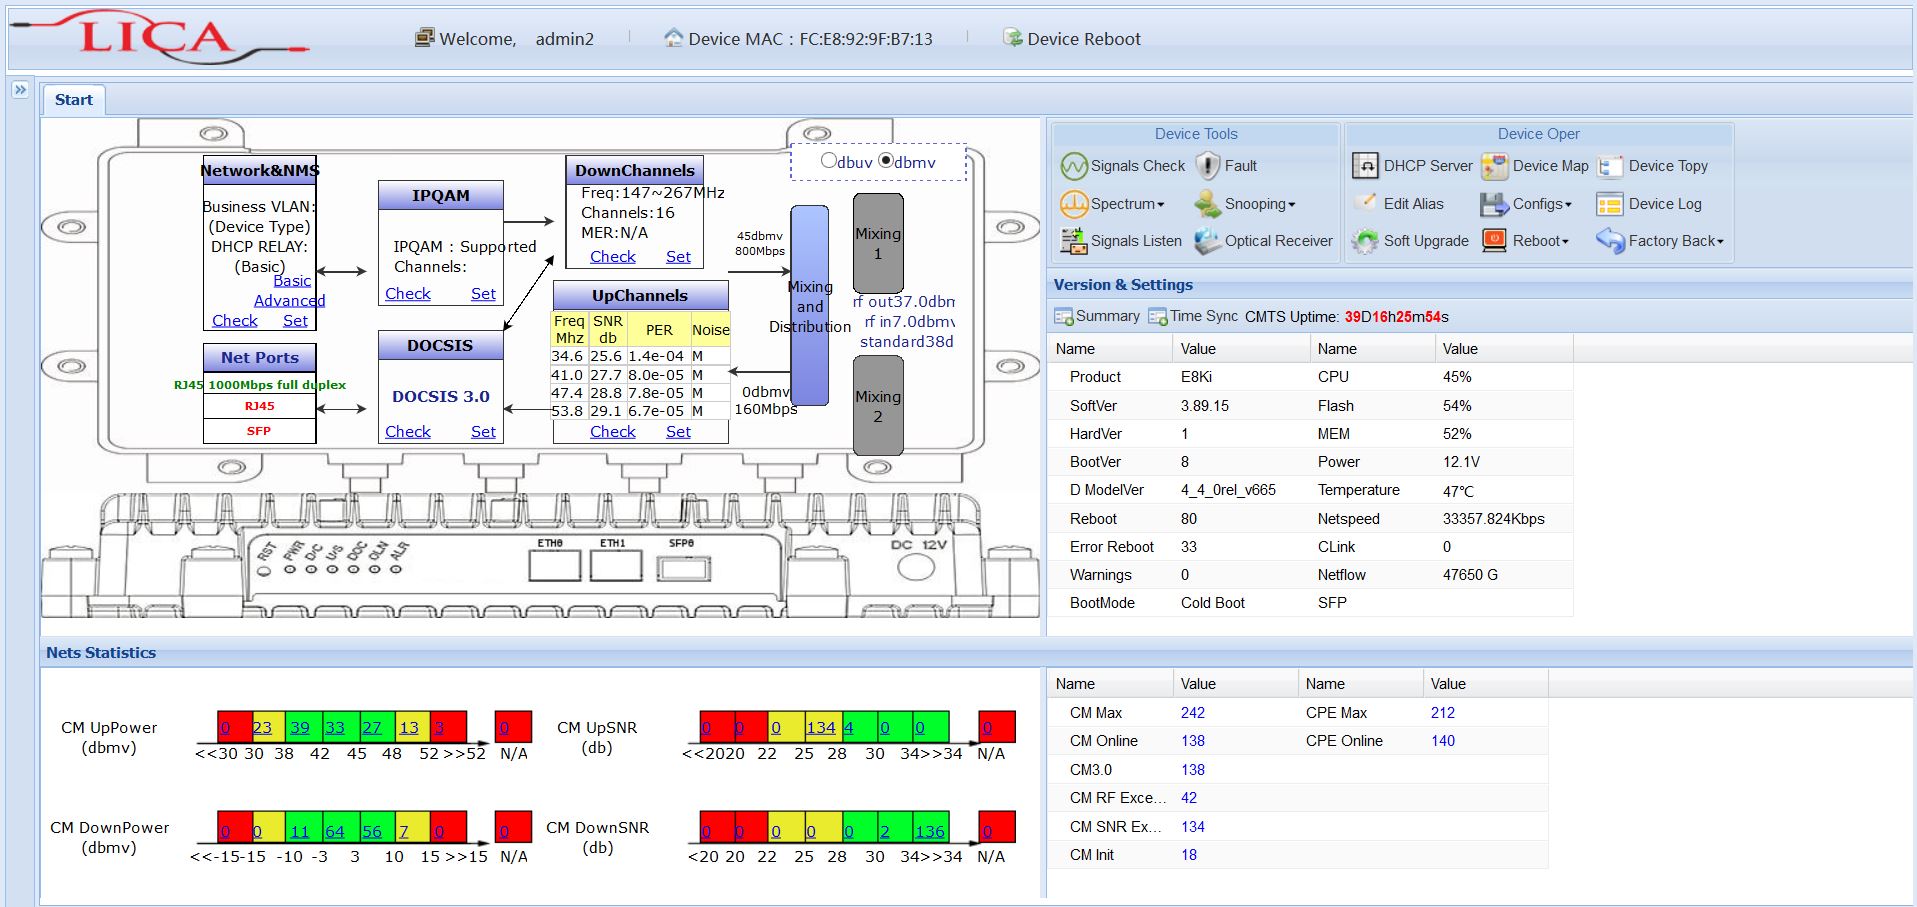 LICA
Welcome, admin2
Device MAC : FC:E8:92:9F:B7:13
Device Reboot
Start
Network&NMS
Business VLAN:
(Device Type)
DHCP RELAY:
(Basic)
Basic
Advanced
Check Set
Net Ports
RJ45 1000Mbps full duplex
RJ45
SFP
IPQAM
IPQAM : Supported
Channels:
Check Set
DOCSIS
DOCSIS 3.0
Check Set
DownChannels
Freq:147~267MHz
Channels:16
MER:N/A
Check Set
UpChannels
Freq Mhz SNR db PER Noise
34.6 25.6 1.4e-04 M
41.0 27.7 8.0e-05 M
47.4 28.8 7.8e-05 M
53.8 29.1 6.7e-05 M
Check Set
dbuv dbmv
45dbmv
800Mbps
0dbmv
160Mbps
Mixing
and
Distribution
Mixing
1
rf out37.0dbm
rf in7.0dbmv
standard38d
Mixing
2
RST PWR D/C U/S DOC OLN ALR
ETH0 ETH1 SFP0
DC 12V
Device Tools
Signals Check Fault
Spectrum Snooping
Signals Listen Optical Receiver
Device Oper
DHCP Server Device Map Device Topy
Edit Alias Configs Device Log
Soft Upgrade Reboot Factory Back
Version & Settings
Summary Time Sync CMTS Uptime: 39D16h25m54s
Name Value Name Value
Product E8Ki CPU 45%
SoftVer 3.89.15 Flash 54%
HardVer 1 MEM 52%
BootVer 8 Power 12.1V
D ModelVer 4_4_0rel_v665 Temperature 47℃
Reboot 80 Netspeed 33357.824Kbps
Error Reboot 33 CLink 0
Warnings 0 Netflow 47650 G
BootMode Cold Boot SFP
Nets Statistics
CM UpPower
(dbmv)
0 23 39 33 27 13 3 0
<<30 30 38 42 45 48 52 >>52 N/A
CM UpSNR
(db)
0 0 0 134 4 0 0 0
<<20 20 22 25 28 30 34>>34 N/A
CM DownPower
(dbmv)
0 0 11 64 56 7 0 0
<<-15-15 -10 -3 3 10 15 >>15 N/A
CM DownSNR
(db)
0 0 0 0 0 2 136 0
<20 20 22 25 28 30 34>>34 N/A
Name Value Name Value
CM Max 242 CPE Max 212
CM Online 138 CPE Online 140
CM3.0 138
CM RF Exce... 42
CM SNR Ex... 134
CM Init 18